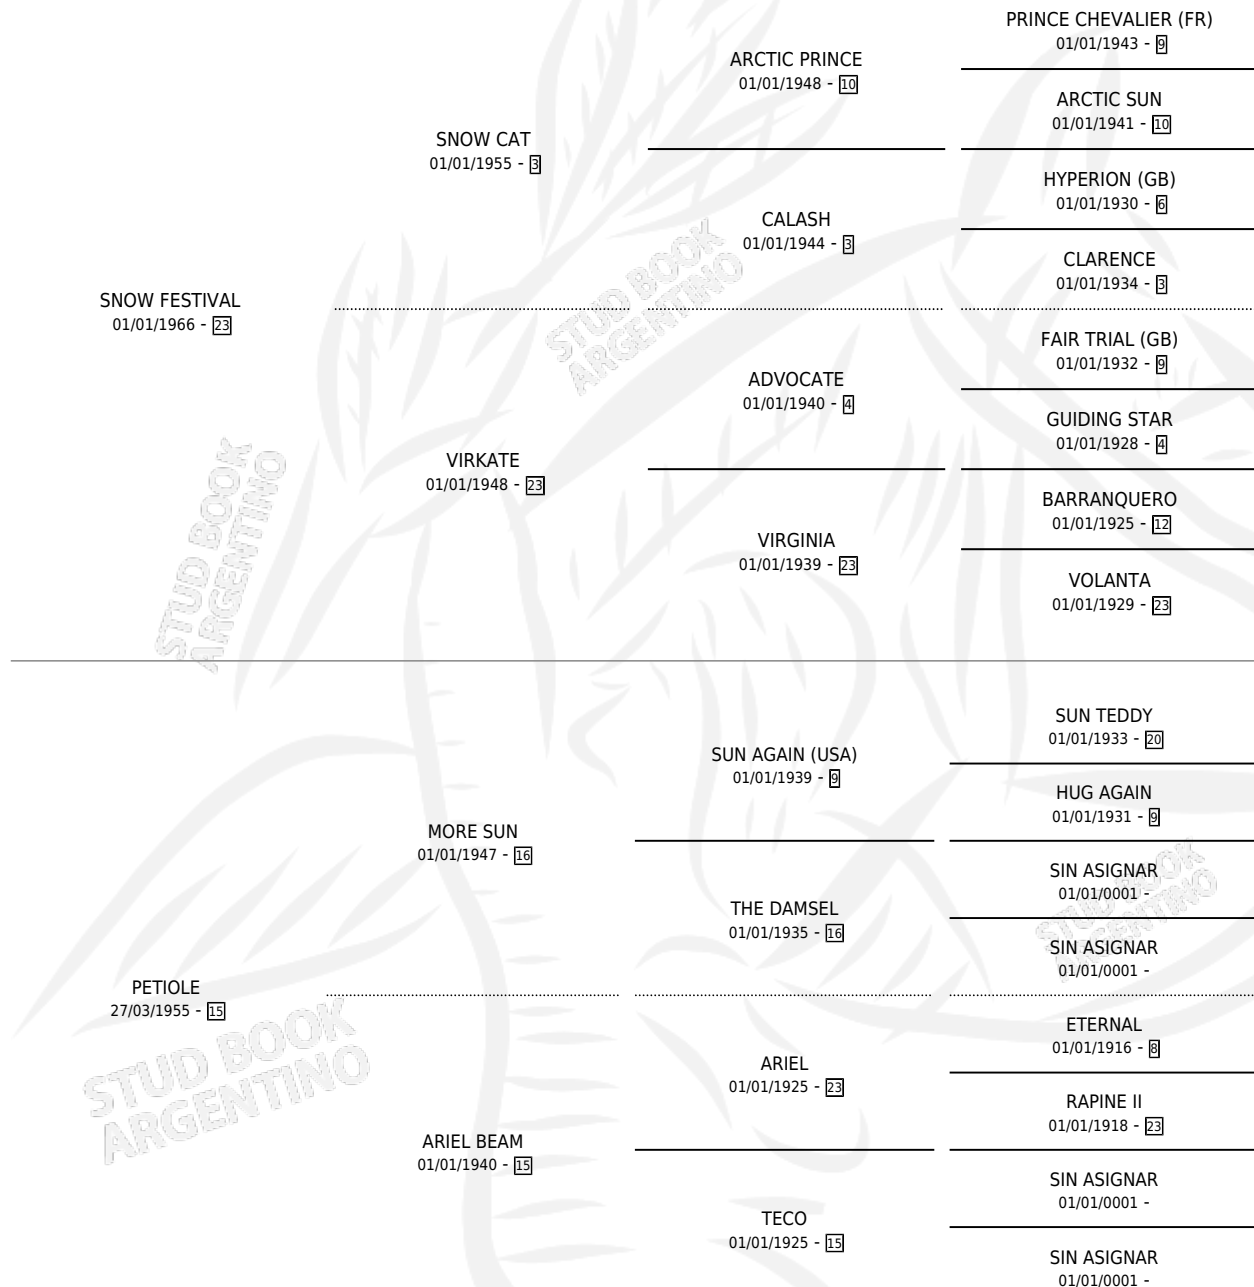 PRINCE CHEVALIER (FR)
01/01/1943 - 9
ARCTIC PRINCE
01/01/1948 - 10
ARCTIC SUN
01/01/1941 - 10
SNOW CAT
01/01/1955 - 3
HYPERION (GB)
01/01/1930 - 6
CALASH
01/01/1944 - 3
CLARENCE
01/01/1934 - 3
SNOW FESTIVAL
01/01/1966 - 23
FAIR TRIAL (GB)
01/01/1932 - 9
ADVOCATE
01/01/1940 - 4
GUIDING STAR
01/01/1928 - 4
VIRKATE
01/01/1948 - 23
BARRANQUERO
01/01/1925 - 12
VIRGINIA
01/01/1939 - 23
VOLANTA
01/01/1929 - 23
SUN TEDDY
01/01/1933 - 20
SUN AGAIN (USA)
01/01/1939 - 9
HUG AGAIN
01/01/1931 - 9
MORE SUN
01/01/1947 - 16
SIN ASIGNAR
01/01/0001 -
THE DAMSEL
01/01/1935 - 16
SIN ASIGNAR
01/01/0001 -
PETIOLE
27/03/1955 - 15
ETERNAL
01/01/1916 - 8
ARIEL
01/01/1925 - 23
RAPINE II
01/01/1918 - 23
ARIEL BEAM
01/01/1940 - 15
SIN ASIGNAR
01/01/0001 -
TECO
01/01/1925 - 15
SIN ASIGNAR
01/01/0001 -
STUD BOOK
ARGENTINO
STUD BOOK
ARGENTINO
STUD BOOK
ARGENTINO
STUD BOOK
ARGENTINO